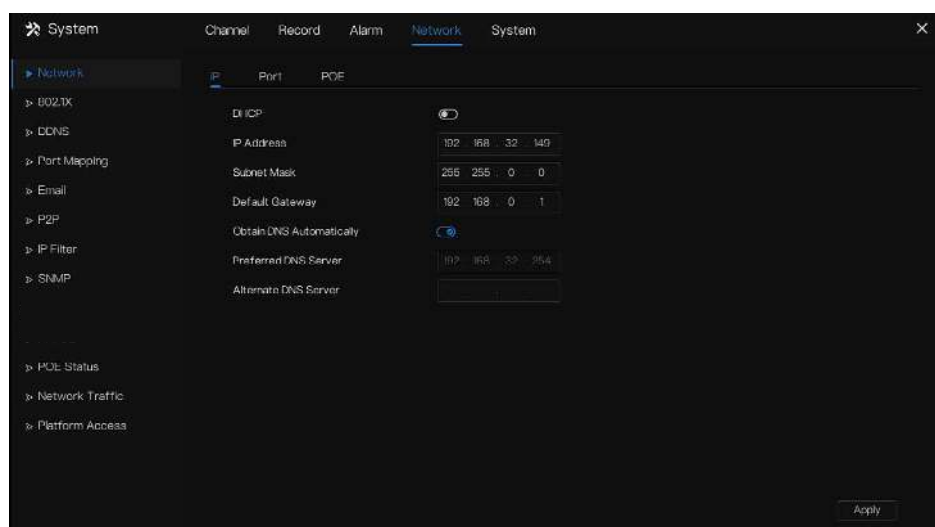 System
Channel Record Alarm Network System
Network
IP Port POE
802.1X
DHCP
DDNS
IP Address 192 . 168 . 32 . 149
Port Mapping
Subnet Mask 255 . 255 . 0 . 0
Email
Default Gateway 192 . 168 . 0 . 1
P2P
Obtain DNS Automatically
IP Filter
Preferred DNS Server 192 . 168 . 32 . 254
SNMP
Alternate DNS Server
POE Status
Network Traffic
Platform Access
Apply